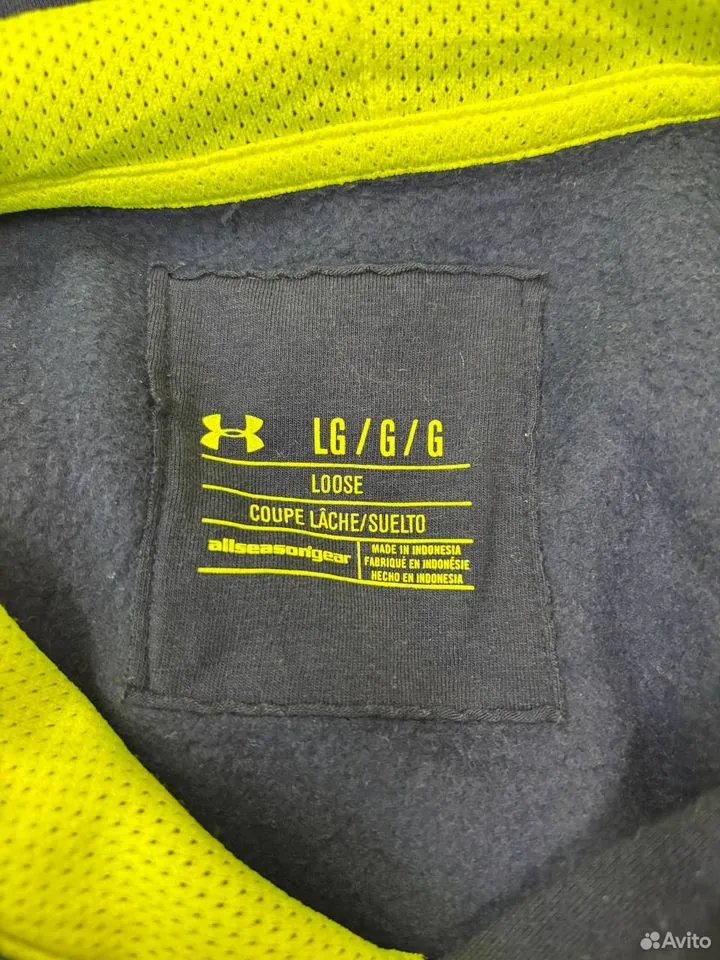 LG / G / G
LOOSE
COUPE LÂCHE/SUELTO
allseasongear
MADE IN INDONESIA
FABRIQUÉ EN INDONÉSIE
HECHO EN INDONESIA
Avito